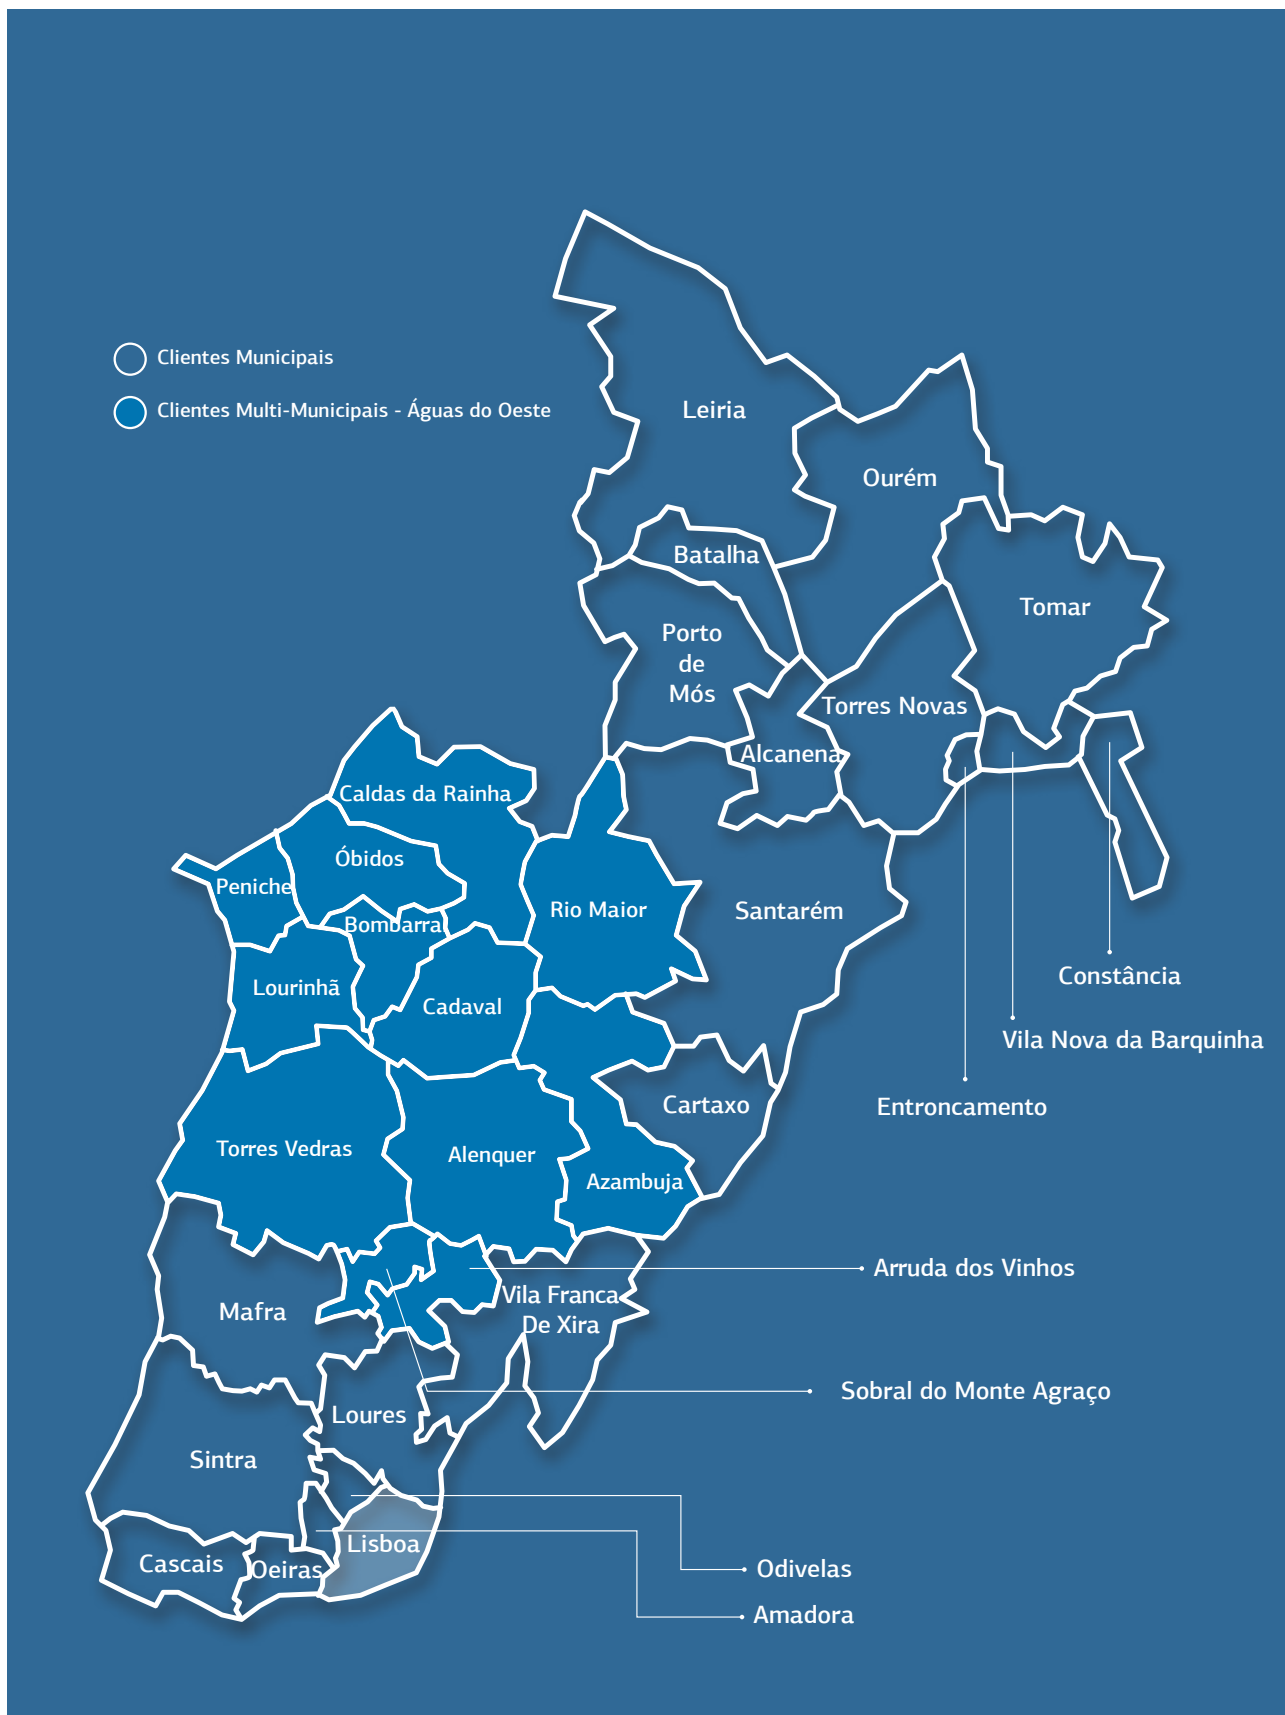 Clientes Municipais
Clientes Multi-Municipais - Águas do Oeste
Leiria
Ourém
Batalha
Tomar
Porto
de
Mós
Torres Novas
Alcanena
Caldas da Rainha
Óbidos
Peniche
Bombarral
Rio Maior
Santarém
Lourinhã
Cadaval
Constância
Vila Nova da Barquinha
Entroncamento
Cartaxo
Torres Vedras
Alenquer
Azambuja
Arruda dos Vinhos
Mafra
Vila Franca
De Xira
Sobral do Monte Agraço
Loures
Sintra
Lisboa
Cascais
Oeiras
Odivelas
Amadora